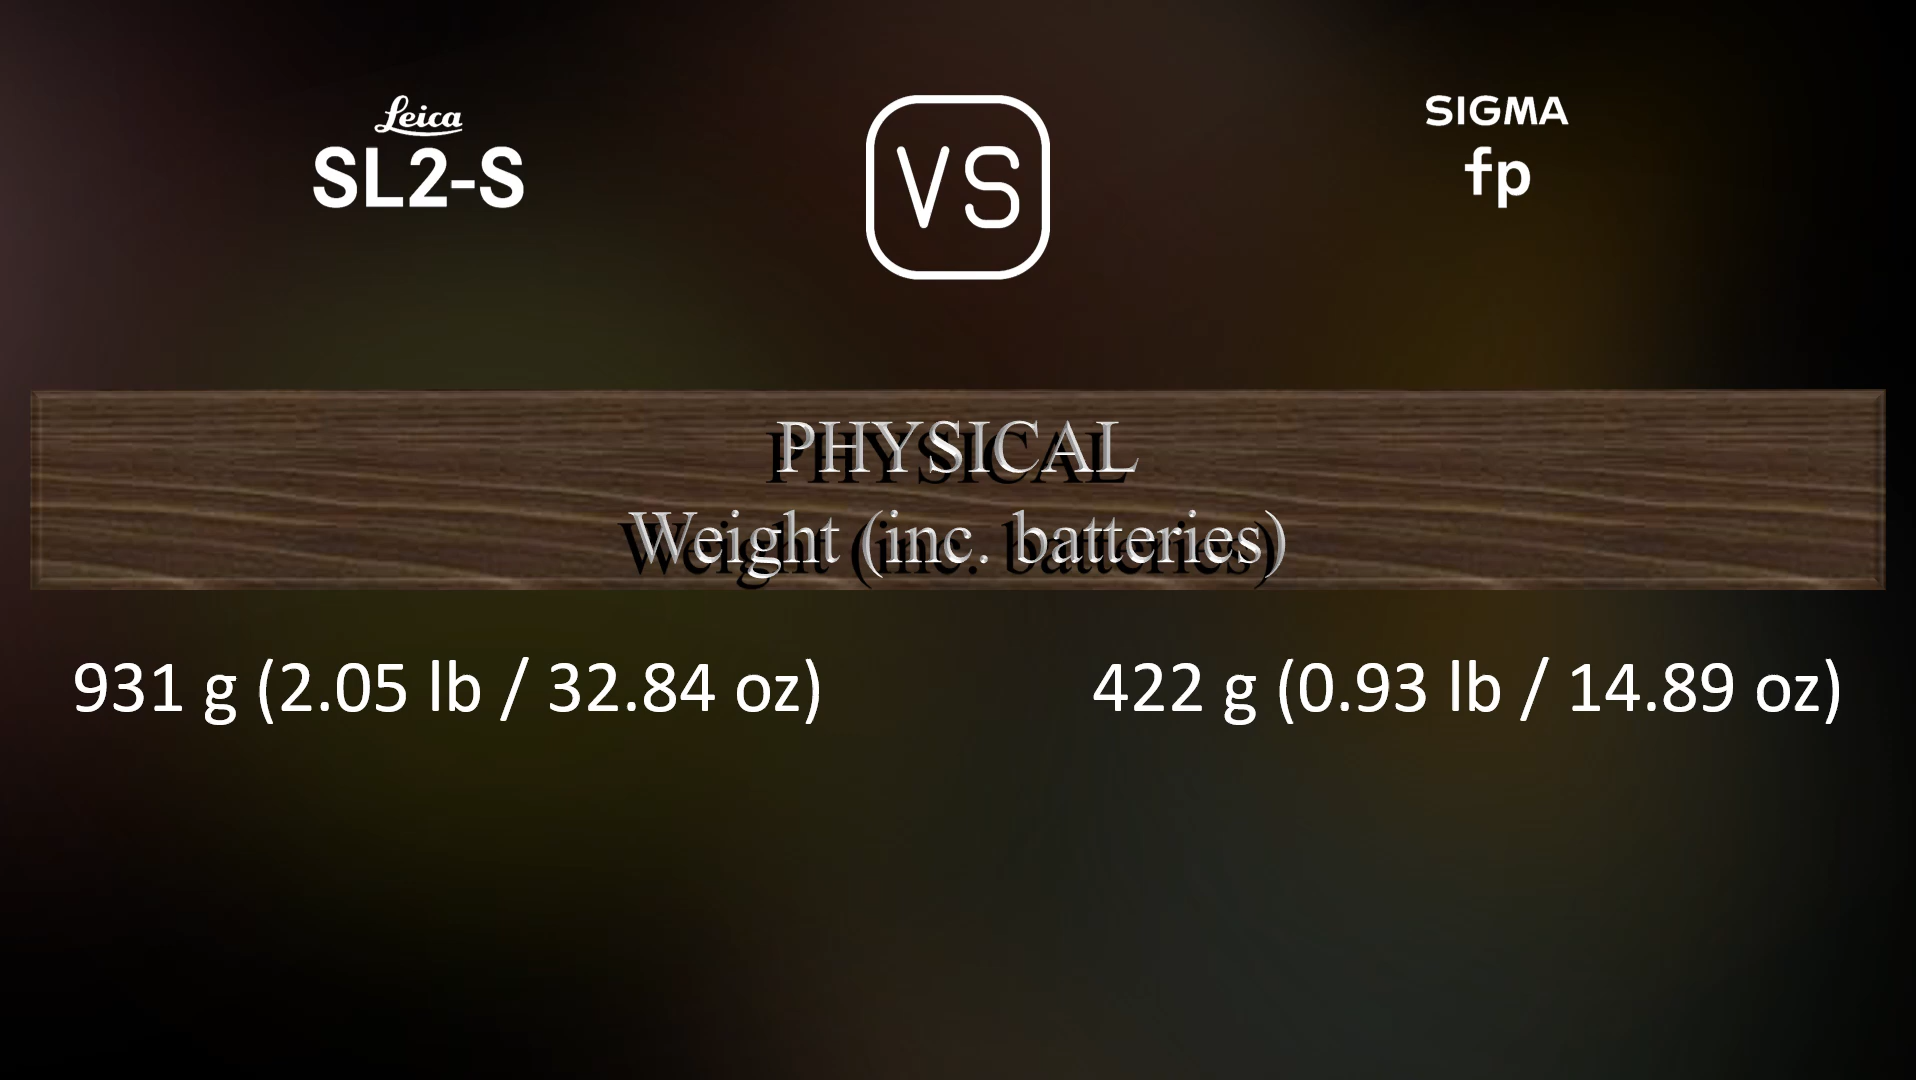 Leica
SL2-S
VS
SIGMA
fp
PHYSICAL
Weight (inc. batteries)
931 g (2.05 lb / 32.84 oz)
422 g (0.93 lb / 14.89 oz)